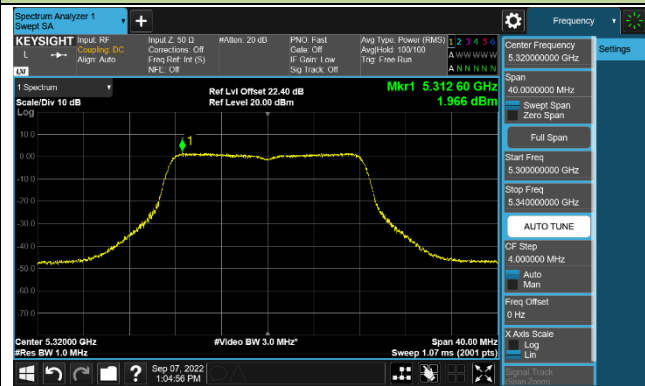 Spectrum Analyzer 1
Swept SA
Frequency
KEYSIGHT
L
LXI
Input: RF
Coupling: DC
Align: Auto
Input Z: 50 Ω
Corrections: Off
Freq Ref: Int (S)
NFE: Off
#Atten: 20 dB
PNO: Fast
Gate: Off
IF Gain: Low
Sig Track: Off
Avg Type: Power (RMS)
Avg|Hold: 100/100
Trig: Free Run
1 2 3 4 5 6
A W W W W W
A N N N N N
1 Spectrum
Scale/Div 10 dB
Log
Ref Lvl Offset 22.40 dB
Ref Level 20.00 dBm
Mkr1 5.312 60 GHz
1.966 dBm
1
10.0
0.00
-10.0
-20.0
-30.0
-40.0
-50.0
-60.0
-70.0
Center 5.32000 GHz
#Res BW 1.0 MHz
#Video BW 3.0 MHz*
Span 40.00 MHz
Sweep 1.07 ms (2001 pts)
Center Frequency
5.320000000 GHz
Settings
Span
40.0000000 MHz
Swept Span
Zero Span
Full Span
Start Freq
5.300000000 GHz
Stop Freq
5.340000000 GHz
AUTO TUNE
CF Step
4.000000 MHz
Auto
Man
Freq Offset
0 Hz
X Axis Scale
Log
Lin
Signal Track
(Span Zoom)
?
Sep 07, 2022
1:04:56 PM